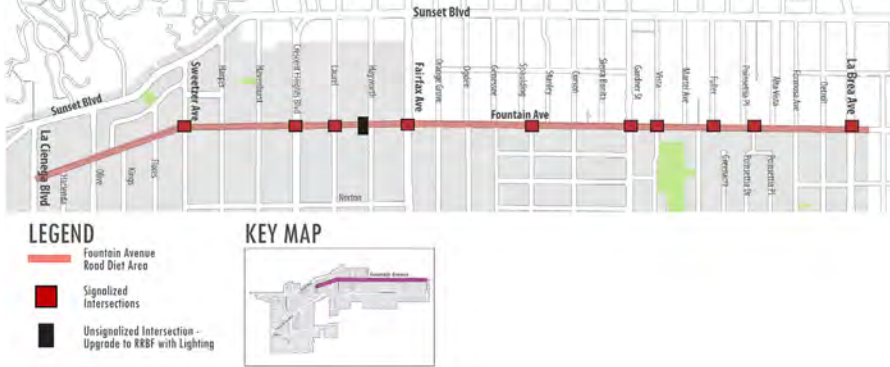 Sunset Blvd
Sunset Blvd
La Cienega Blvd
Hacienda
Olive
Kings
Flores
Sweetzer Ave
Harper
Havenhurst
Crescent Heights Blvd
Laurel
Hayworth
Norton
Fairfax Ave
Orange Grove
Ogden
Genesee
Spaulding
Stanley
Curson
Sierra Bonita
Fountain Ave
Gardner St
Vista
Martel Ave
Fuller
Greenacre
Poinsettia Pl
Poinsettia Dr
Alta Vista
Poinsettia Pl
Formosa Ave
Detroit
La Brea Ave
LEGEND
Fountain Avenue
Road Diet Area
Signalized
Intersections
Unsignalized Intersection -
Upgrade to RRBF with Lighting
KEY MAP
Fountain Avenue